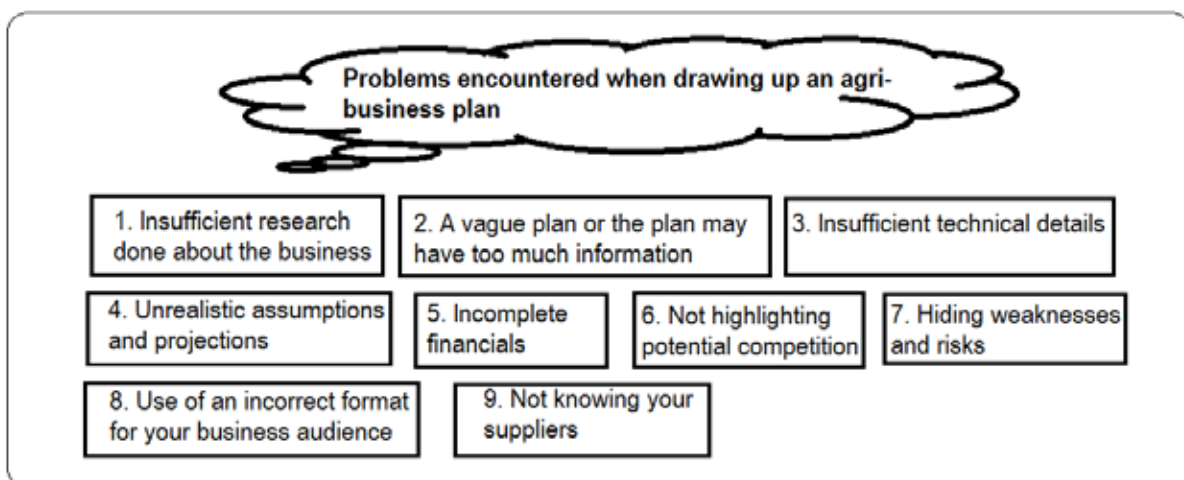 Problems encountered when drawing up an agri-
business plan
1. Insufficient research
done about the business
2. A vague plan or the plan may
have too much information
3. Insufficient technical details
4. Unrealistic assumptions
and projections
5. Incomplete
financials
6. Not highlighting
potential competition
7. Hiding weaknesses
and risks
8. Use of an incorrect format
for your business audience
9. Not knowing your
suppliers